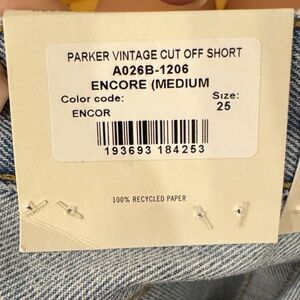 PARKER VINTAGE CUT OFF SHORT
A026B-1206
ENCORE (MEDIUM
Color code: Size:
ENCOR 25
193693 184253
100% RECYCLED PAPER